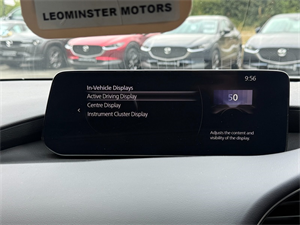 LEOMINSTER MOTORS
9:56
In-Vehicle Displays
Active Driving Display
Centre Display
Instrument Cluster Display
50
Adjusts the content and
visibility of the display.